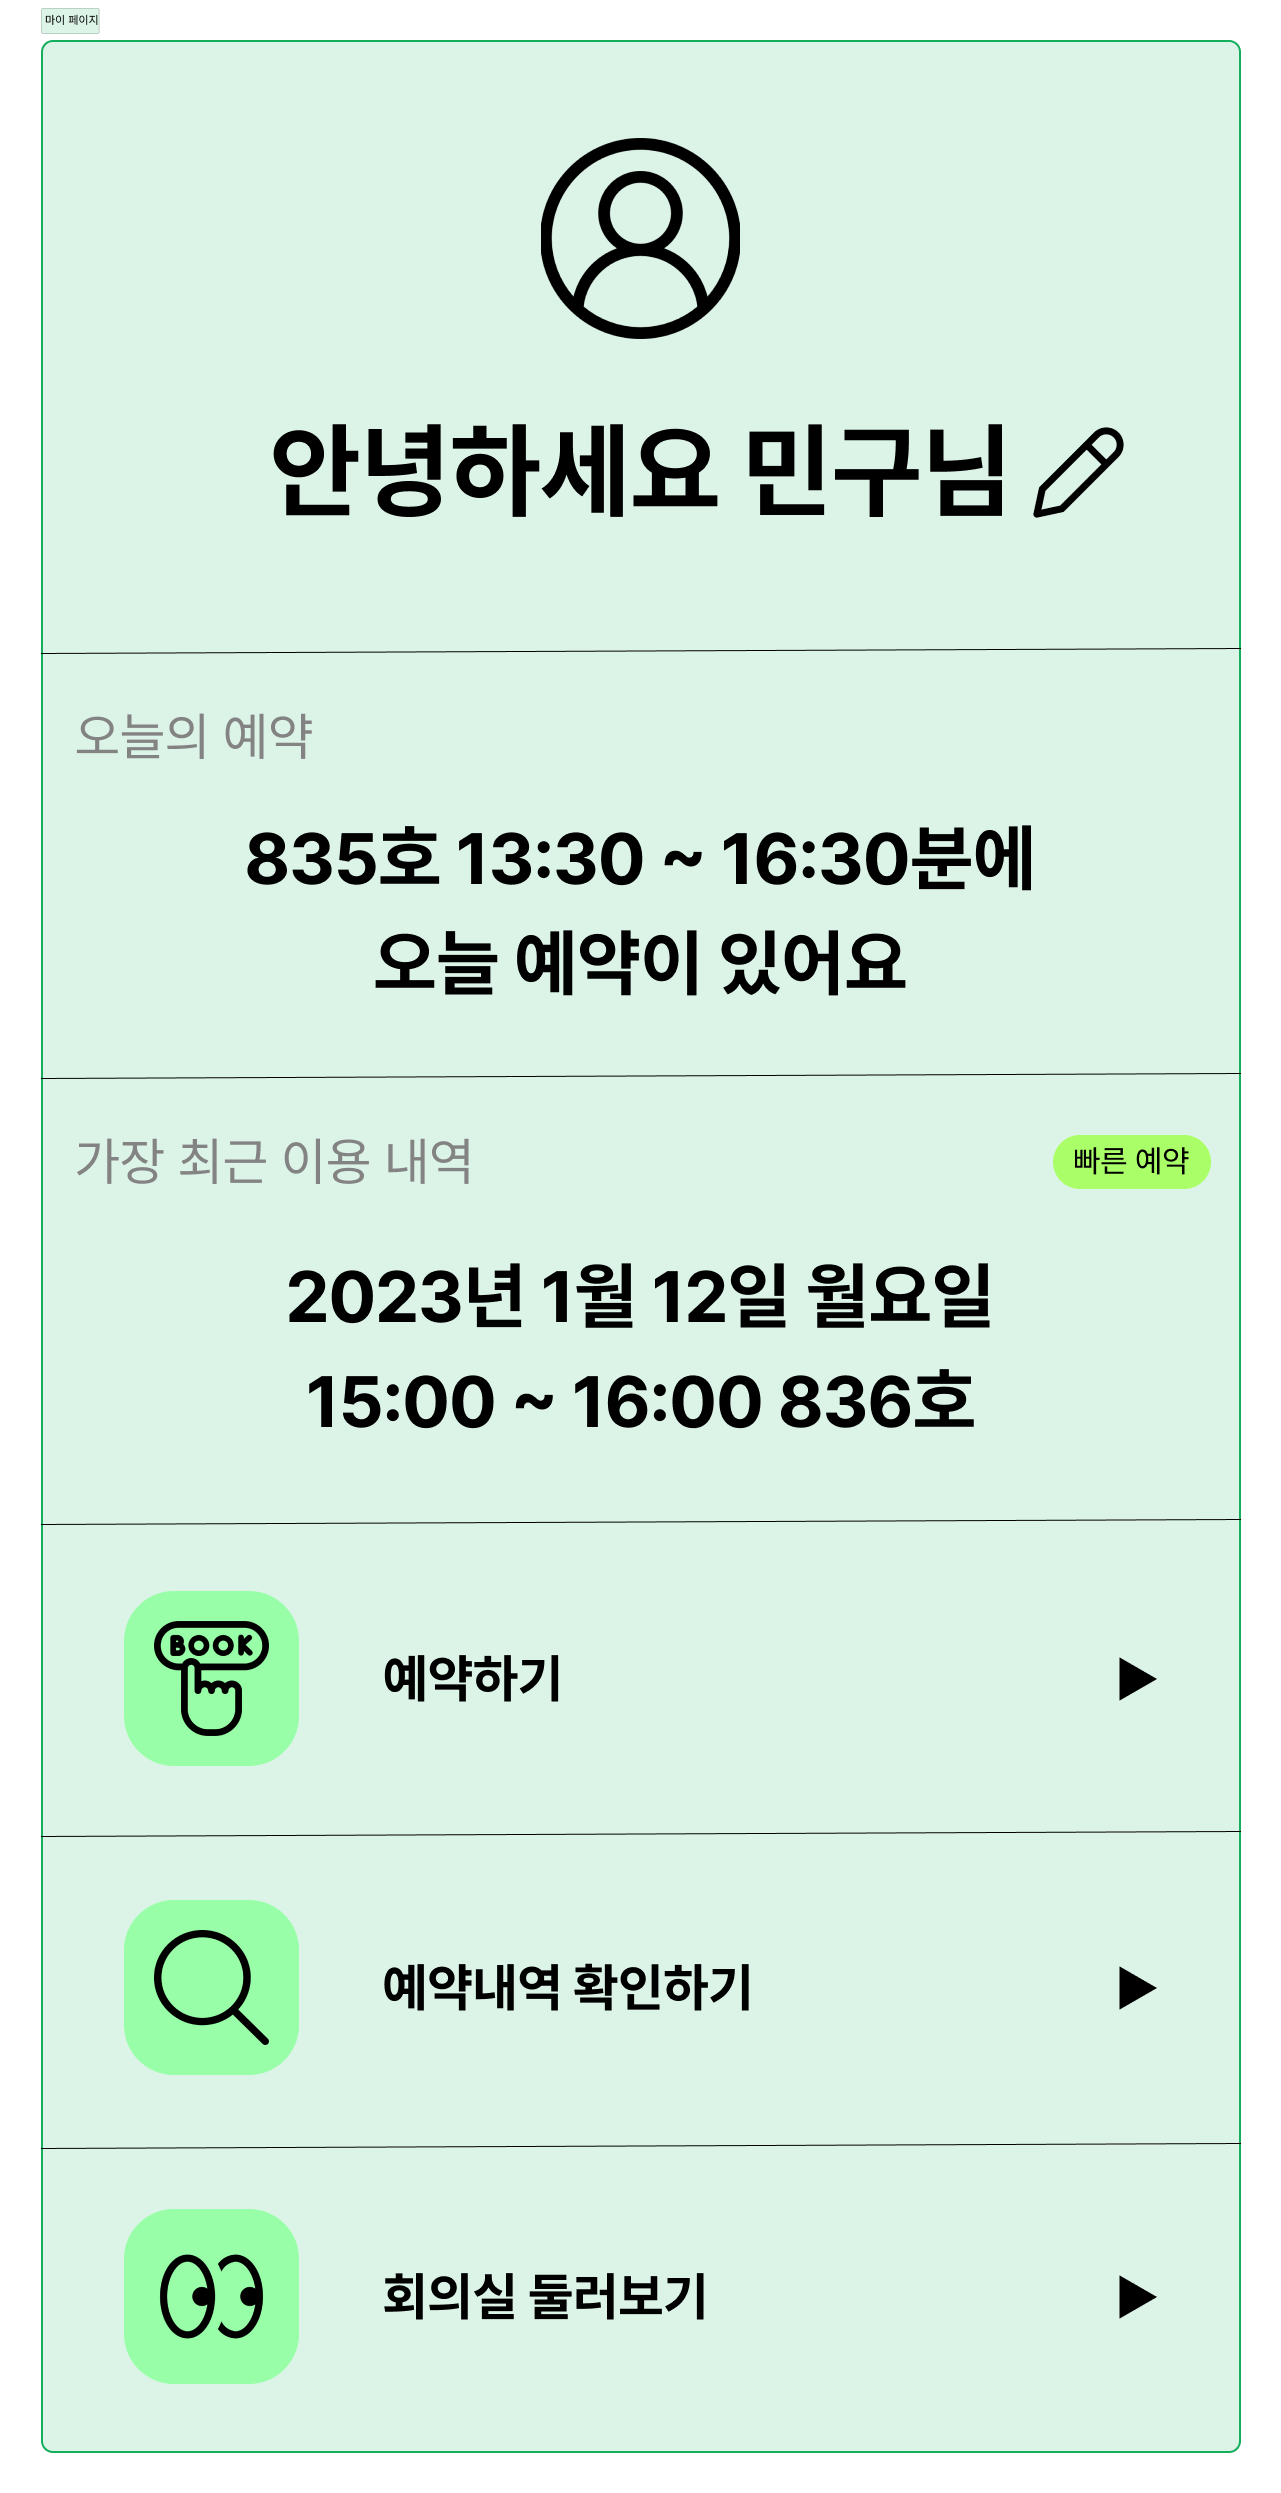 마이 페이지
안녕하세요 민구님
오늘의 예약
835호 13:30 ~ 16:30분에
오늘 예약이 있어요
가장 최근 이용 내역
빠른 예약
2023년 1월 12일 월요일
15:00 ~ 16:00 836호
BOOK
예약하기
예약내역 확인하기
회의실 둘러보기